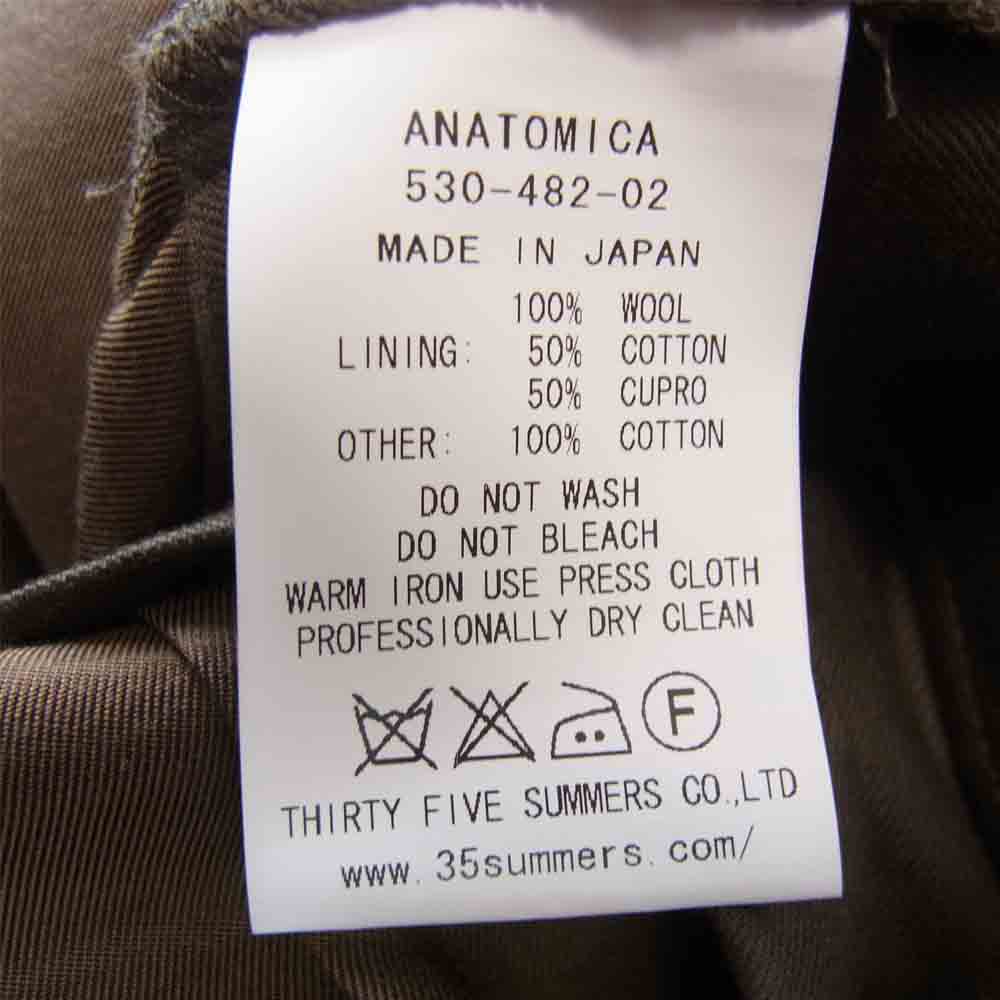 ANATOMICA
530-482-02
MADE IN JAPAN
100% WOOL
LINING: 50% COTTON
50% CUPRO
OTHER: 100% COTTON
DO NOT WASH
DO NOT BLEACH
WARM IRON USE PRESS CLOTH
PROFESSIONALLY DRY CLEAN
F
THIRTY FIVE SUMMERS CO.,LTD
www.35summers.com/